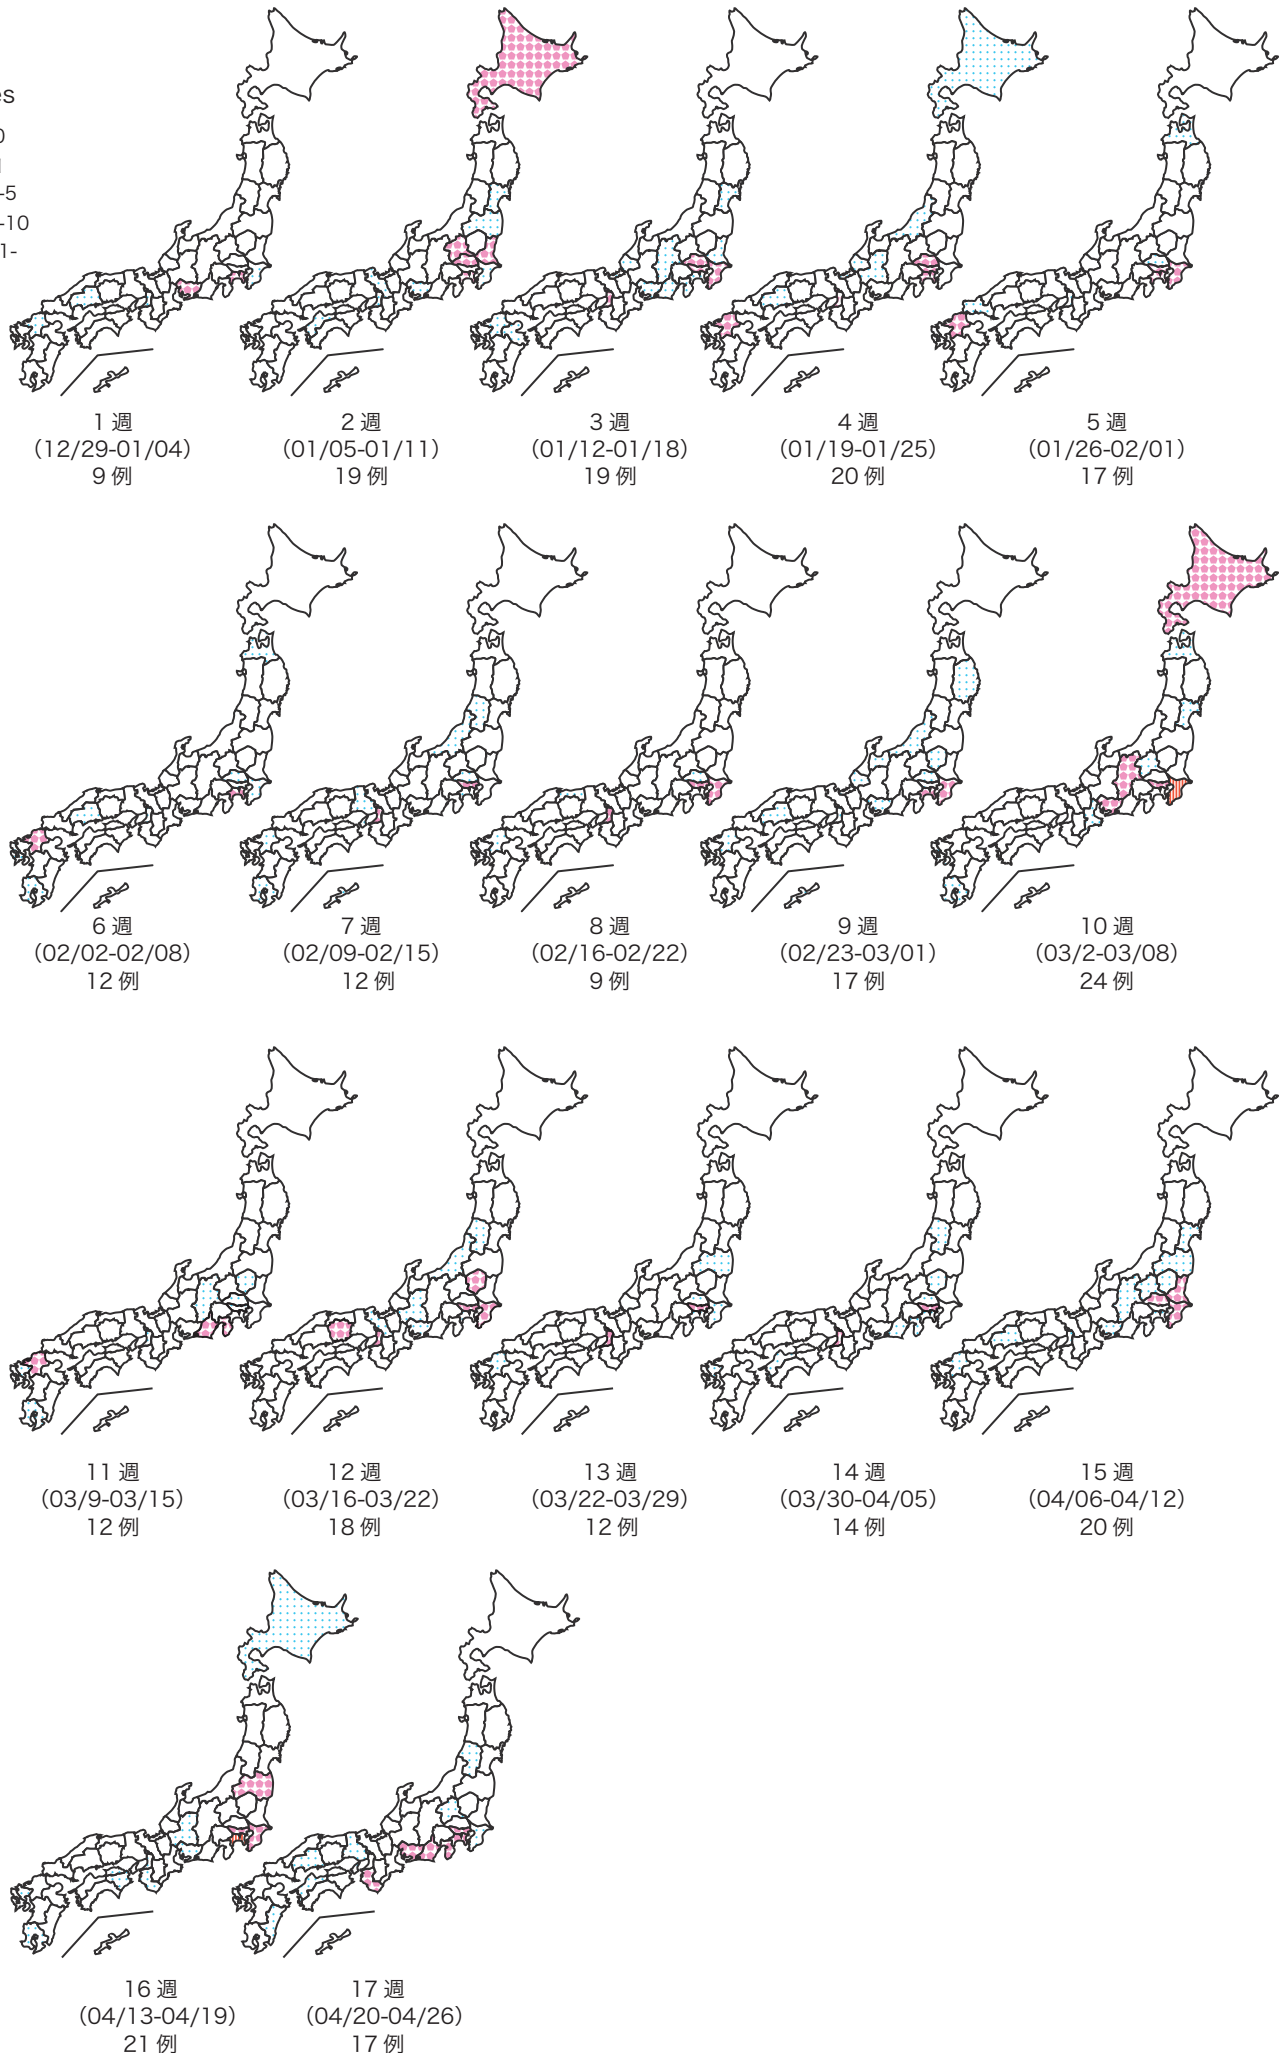 es
0
-5
-10
1-
1 週
（12/29-01/04）
9 例
2 週
（01/05-01/11）
19 例
3 週
（01/12-01/18）
19 例
4 週
（01/19-01/25）
20 例
5 週
（01/26-02/01）
17 例
6 週
（02/02-02/08）
12 例
7 週
（02/09-02/15）
12 例
8 週
（02/16-02/22）
9 例
9 週
（02/23-03/01）
17 例
10 週
（03/2-03/08）
24 例
11 週
（03/9-03/15）
12 例
12 週
（03/16-03/22）
18 例
13 週
（03/22-03/29）
12 例
14 週
（03/30-04/05）
14 例
15 週
（04/06-04/12）
20 例
16 週
（04/13-04/19）
21 例
17 週
（04/20-04/26）
17 例